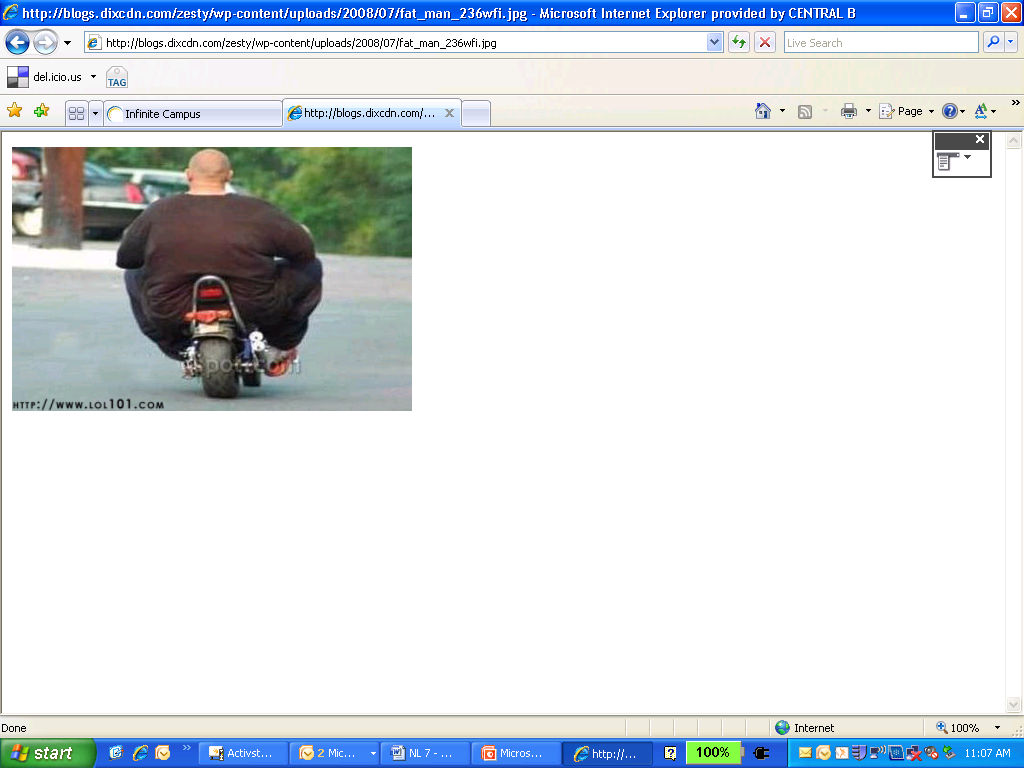 http://blogs.dixcdn.com/zesty/wp-content/uploads/2008/07/fat_man_236wfi.jpg - Microsoft Internet Explorer provided by CENTRAL B
http://blogs.dixcdn.com/zesty/wp-content/uploads/2008/07/fat_man_236wfi.jpg
Live Search
del.icio.us
TAG
Infinite Campus
http://blogs.dixcdn.com/...
Page
spot.com
HTTP://WWW.LOL101.COM
Done
Internet
100%
start
Activst...
2 Mic...
NL 7 - ...
Micros...
http://...
100%
11:07 AM